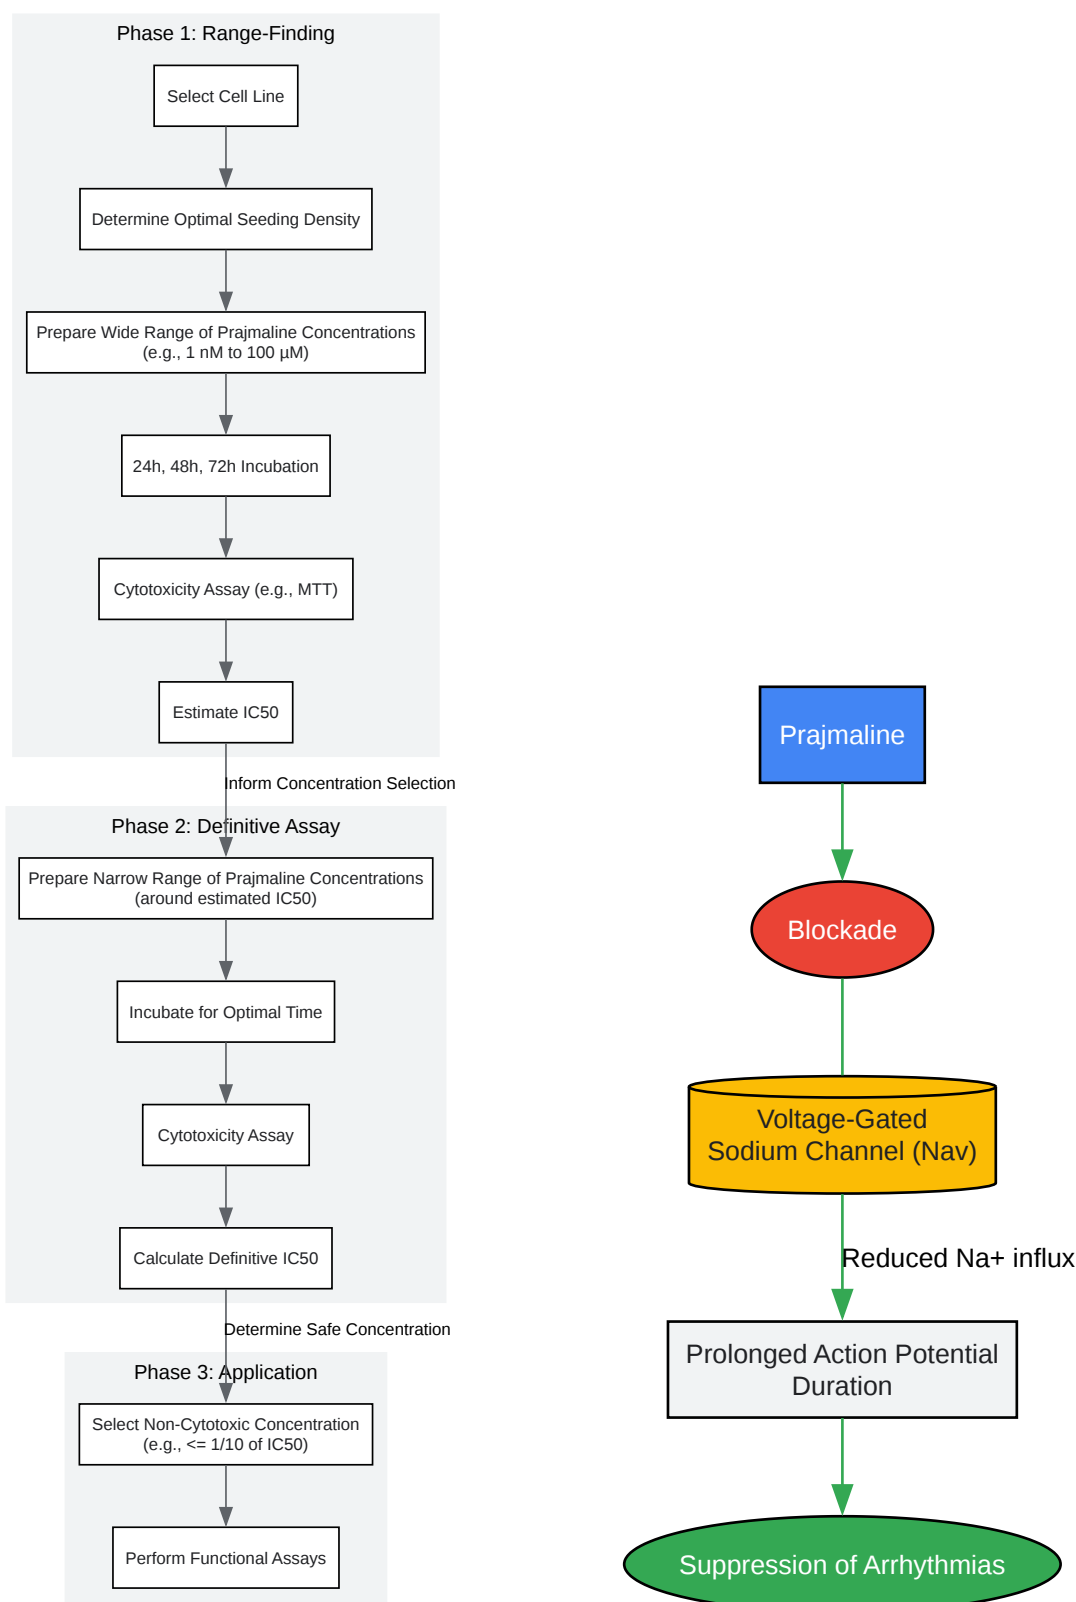 Phase 1: Range-Finding
Select Cell Line
Determine Optimal Seeding Density
Prepare Wide Range of Prajmaline Concentrations
(e.g., 1 nM to 100 µM)
24h, 48h, 72h Incubation
Cytotoxicity Assay (e.g., MTT)
Estimate IC50
Inform Concentration Selection
Phase 2: Definitive Assay
Prepare Narrow Range of Prajmaline Concentrations
(around estimated IC50)
Incubate for Optimal Time
Cytotoxicity Assay
Calculate Definitive IC50
Determine Safe Concentration
Phase 3: Application
Select Non-Cytotoxic Concentration
(e.g., <= 1/10 of IC50)
Perform Functional Assays
Prajmaline
Blockade
Voltage-Gated
Sodium Channel (Nav)
Reduced Na+ influx
Prolonged Action Potential
Duration
Suppression of Arrhythmias